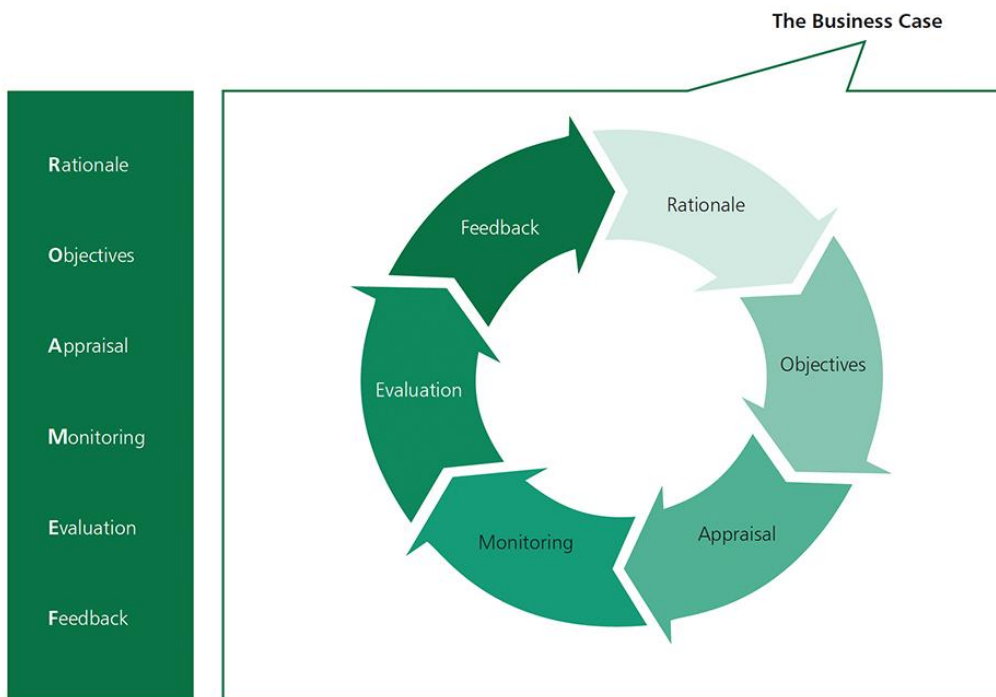 The Business Case
Rationale
Objectives
Appraisal
Monitoring
Evaluation
Feedback
Rationale
Objectives
Appraisal
Monitoring
Evaluation
Feedback